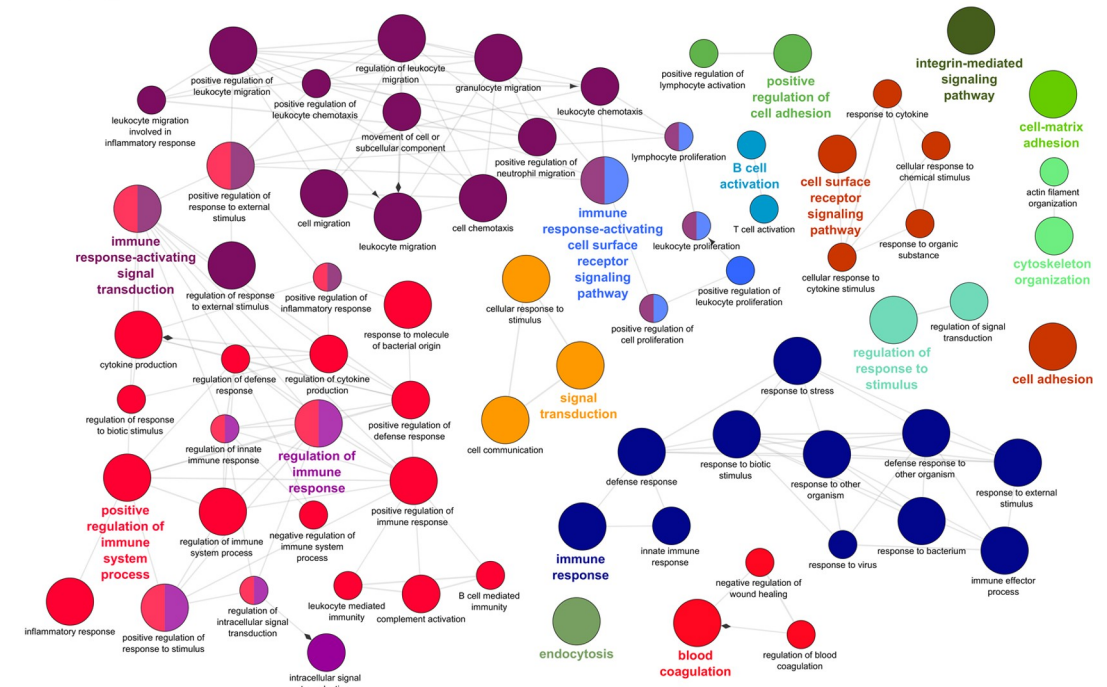 positive regulation of
leukocyte migration
regulation of leukocyte
migration
granulocyte migration
positive regulation of
leukocyte chemotaxis
leukocyte chemotaxis
leukocyte migration
involved in
inflammatory response
movement of cell or
subcellular component
positive regulation of
neutrophil migration
lymphocyte proliferation
positive regulation of
lymphocyte activation
positive
regulation of
cell adhesion
integrin-mediated
signaling
pathway
cell-matrix
adhesion
response to cytokine
B cell
activation
T cell activation
cell surface
receptor
signaling
pathway
cellular response to
chemical stimulus
response to organic
substance
cellular response to
cytokine stimulus
actin filament
organization
cytoskeleton
organization
positive regulation of
response to external
stimulus
cell migration
leukocyte migration
cell chemotaxis
immune
response-activating
cell surface
receptor
signaling
pathway
leukocyte proliferation
positive regulation of
leukocyte proliferation
positive regulation of
cell proliferation
immune
response-activating
signal
transduction
regulation of response
to external stimulus
positive regulation of
inflammatory response
response to molecule
of bacterial origin
cellular response to
stimulus
signal
transduction
cell communication
regulation of
response to
stimulus
regulation of signal
transduction
cell adhesion
cytokine production
regulation of defense
response
regulation of cytokine
production
regulation of response
to biotic stimulus
regulation of innate
immune response
regulation of
immune
response
positive regulation of
defense response
positive
regulation of
immune
system
process
regulation of immune
system process
negative regulation of
immune system
process
positive regulation of
immune response
response to stress
defense response
response to biotic
stimulus
response to other
organism
defense response to
other organism
response to external
stimulus
immune
response
innate immune
response
response to virus
response to bacterium
immune effector
process
inflammatory response
positive regulation of
response to stimulus
regulation of
intracellular signal
transduction
leukocyte mediated
immunity
complement activation
B cell mediated
immunity
intracellular signal
endocytosis
negative regulation of
wound healing
blood
coagulation
regulation of blood
coagulation